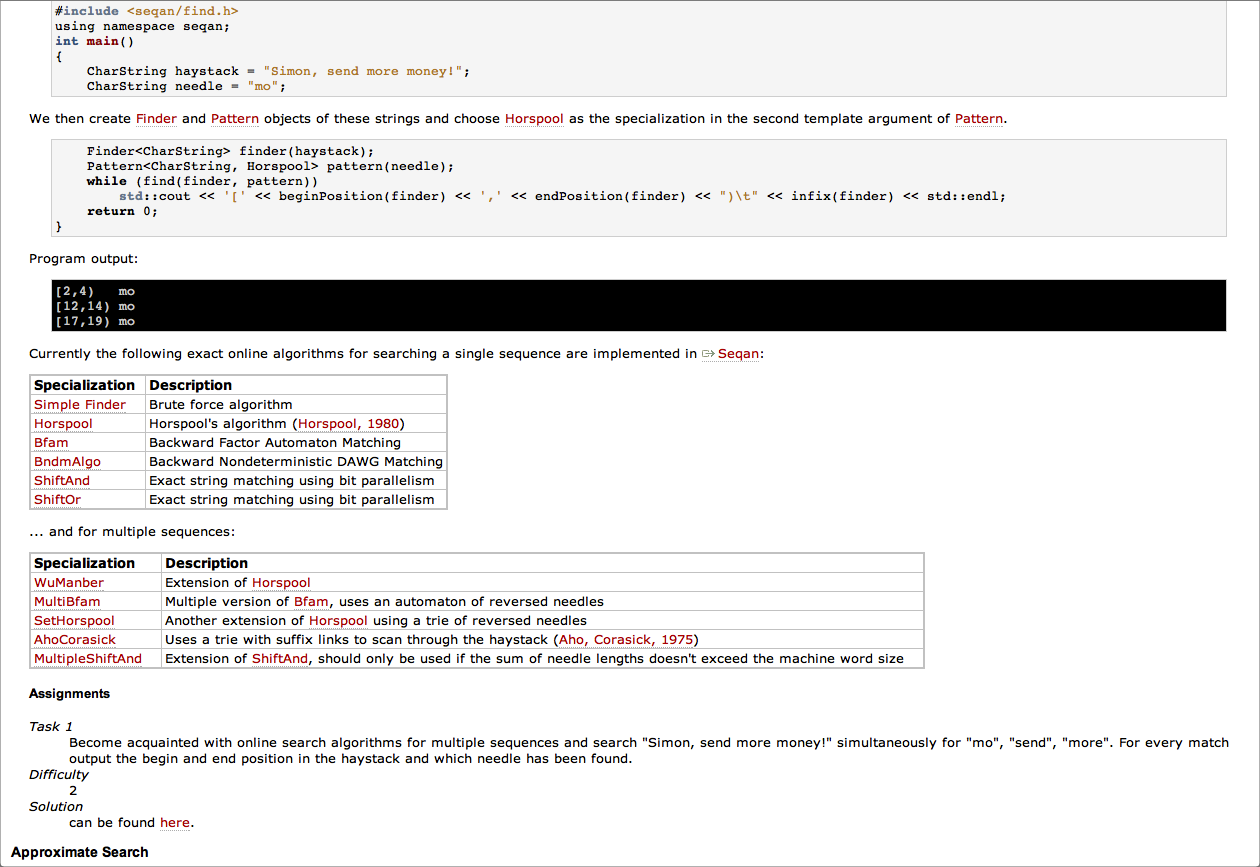 #include <seqan/find.h>
using namespace seqan;
int main()
{
    CharString haystack = "Simon, send more money!";
    CharString needle = "mo";
We then create Finder and Pattern objects of these strings and choose Horspool as the specialization in the second template argument of Pattern.
    Finder<CharString> finder(haystack);
    Pattern<CharString, Horspool> pattern(needle);
    while (find(finder, pattern))
        std::cout << '[' << beginPosition(finder) << ',' << endPosition(finder) << ")\t" << infix(finder) << std::endl;
    return 0;
}
Program output:
[2,4)   mo
[12,14) mo
[17,19) mo
Currently the following exact online algorithms for searching a single sequence are implemented in Seqan:
Specialization Description
Simple Finder Brute force algorithm
Horspool Horspool's algorithm (Horspool, 1980)
Bfam Backward Factor Automaton Matching
BndmAlgo Backward Nondeterministic DAWG Matching
ShiftAnd Exact string matching using bit parallelism
ShiftOr Exact string matching using bit parallelism
... and for multiple sequences:
Specialization Description
WuManber Extension of Horspool
MultiBfam Multiple version of Bfam, uses an automaton of reversed needles
SetHorspool Another extension of Horspool using a trie of reversed needles
AhoCorasick Uses a trie with suffix links to scan through the haystack (Aho, Corasick, 1975)
MultipleShiftAnd Extension of ShiftAnd, should only be used if the sum of needle lengths doesn't exceed the machine word size
Assignments
Task 1
Become acquainted with online search algorithms for multiple sequences and search "Simon, send more money!" simultaneously for "mo", "send", "more". For every match
output the begin and end position in the haystack and which needle has been found.
Difficulty
2
Solution
can be found here.
Approximate Search